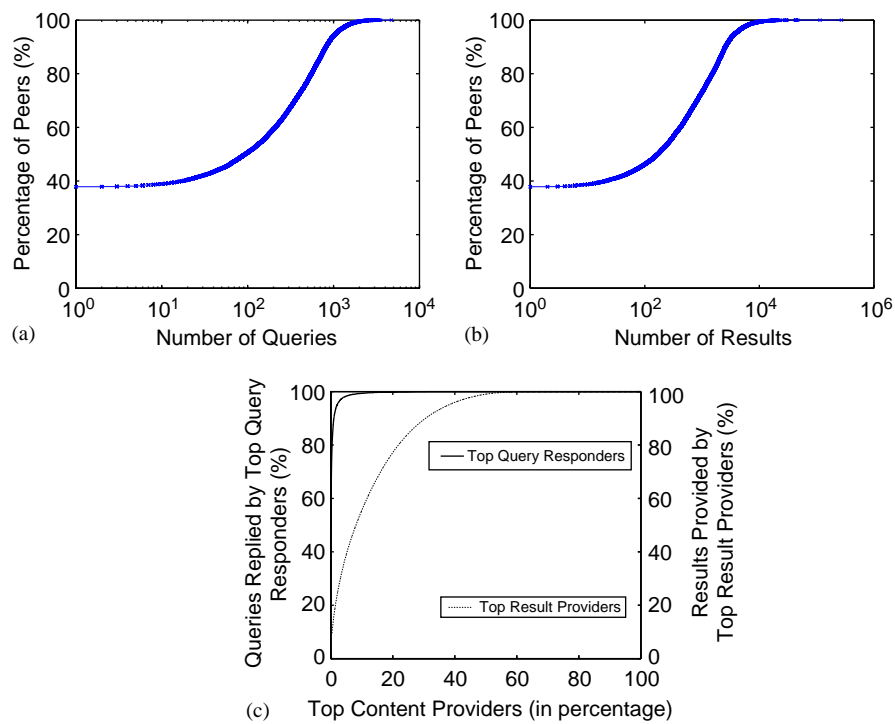 100
80
60
40
20
0
Percentage of Peers (%)
10^0
10^1
10^2
10^3
10^4
Number of Queries
(a)
100
80
60
40
20
0
Percentage of Peers (%)
10^0
10^2
10^4
10^6
Number of Results
(b)
100
80
60
40
20
0
Queries Replied by Top Query
Responders (%)
100
80
60
40
20
0
Results Provided by
Top Result Providers (%)
Top Query Responders
Top Result Providers
0
20
40
60
80
100
Top Content Providers (in percentage)
(c)